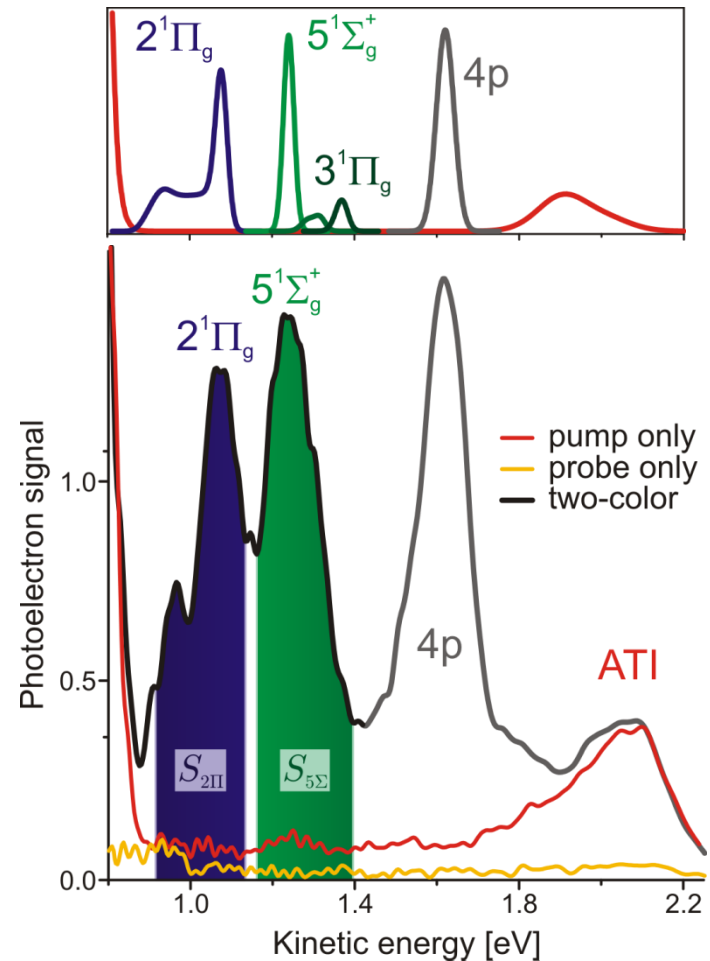 2¹Πg
5¹Σg⁺
3¹Πg
4p
2¹Πg
5¹Σg⁺
pump only
probe only
two-color
4p
ATI
S2Π
S5Σ
Photoelectron signal
1.0
0.5
0.0
1.0
1.4
1.8
2.2
Kinetic energy [eV]